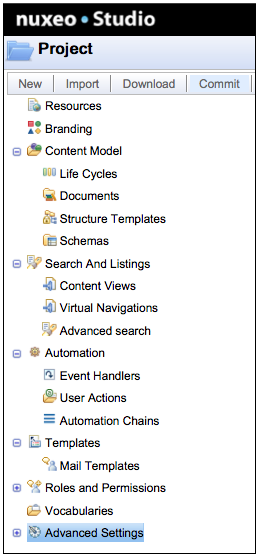 nuxeo • Studio
Project
New Import Download Commit
Resources
Branding
Content Model
Life Cycles
Documents
Structure Templates
Schemas
Search And Listings
Content Views
Virtual Navigations
Advanced search
Automation
Event Handlers
User Actions
Automation Chains
Templates
Mail Templates
Roles and Permissions
Vocabularies
Advanced Settings